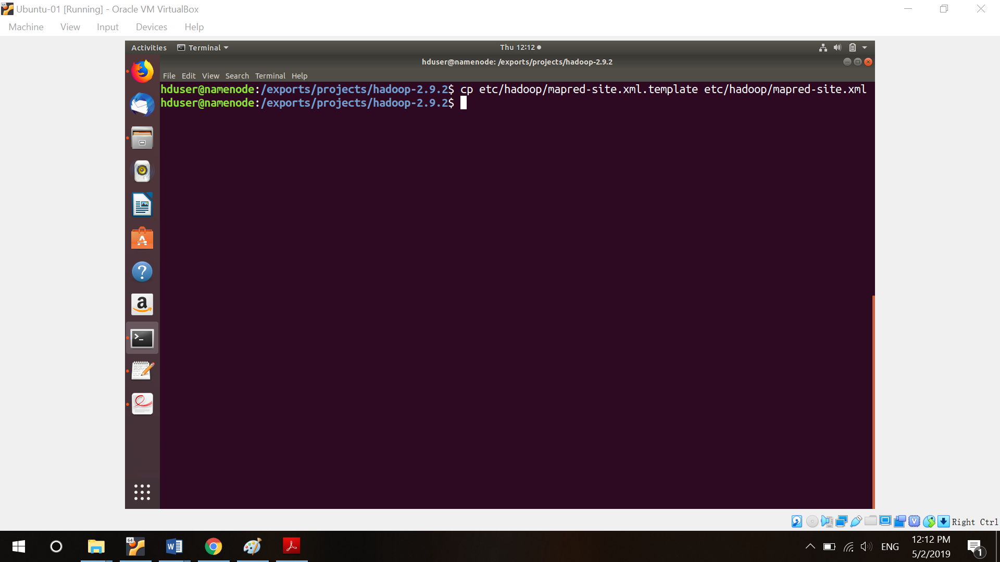 Ubuntu-01 [Running] - Oracle VM VirtualBox
Machine View Input Devices Help
Activities Terminal Thu 12:12
hduser@namenode: /exports/projects/hadoop-2.9.2
File Edit View Search Terminal Help
hduser@namenode:/exports/projects/hadoop-2.9.2$ cp etc/hadoop/mapred-site.xml.template etc/hadoop/mapred-site.xml
hduser@namenode:/exports/projects/hadoop-2.9.2$
Right Ctrl
ENG
12:12 PM
5/2/2019
1